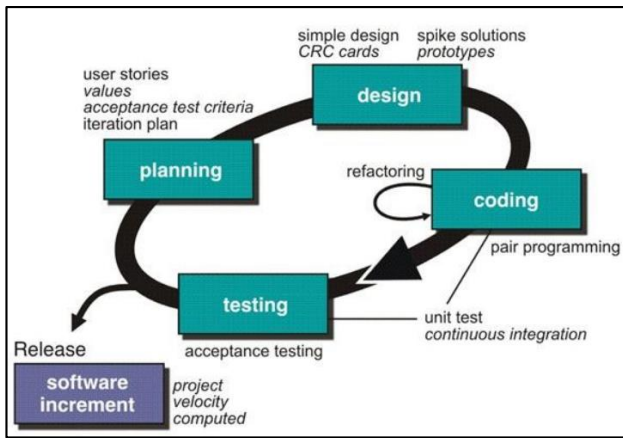 simple design
CRC cards
spike solutions
prototypes
design
user stories
values
acceptance test criteria
iteration plan
planning
refactoring
coding
pair programming
testing
unit test
continuous integration
acceptance testing
Release
software
increment
project
velocity
computed